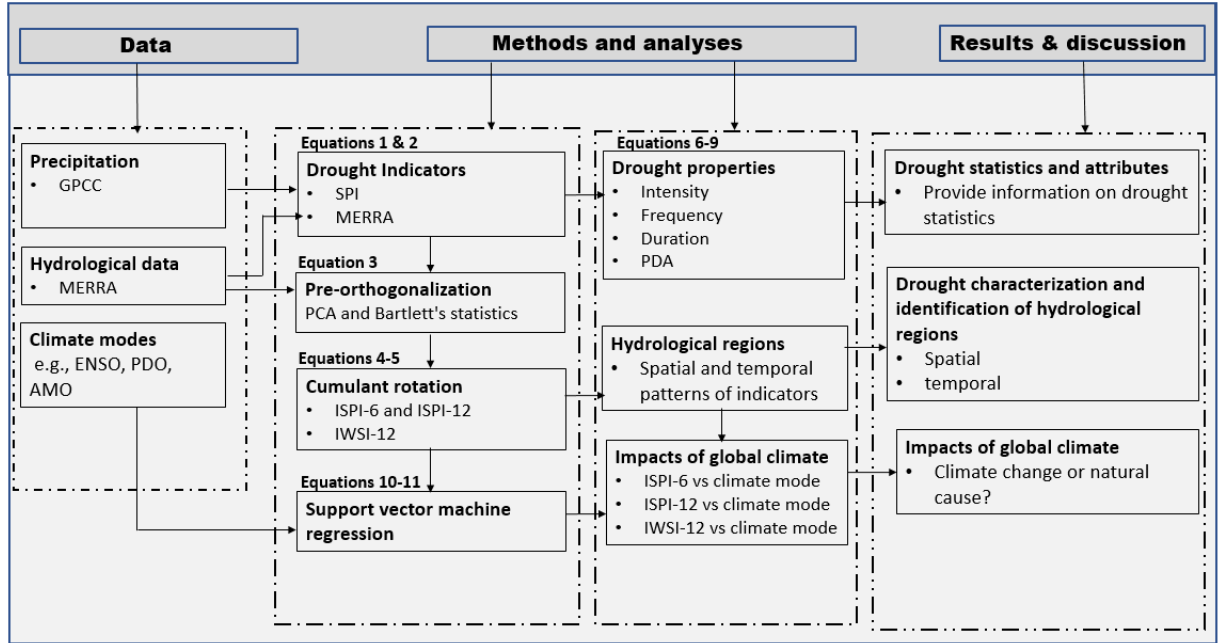 Data
Methods and analyses
Results & discussion
Precipitation
• GPCC
Hydrological data
• MERRA
Climate modes
e.g., ENSO, PDO,
AMO
Equations 1 & 2
Drought Indicators
• SPI
• MERRA
Equation 3
Pre-orthogonalization
PCA and Bartlett's statistics
Equations 4-5
Cumulant rotation
• ISPI-6 and ISPI-12
• IWSI-12
Equations 10-11
Support vector machine
regression
Equations 6-9
Drought properties
• Intensity
• Frequency
• Duration
• PDA
Hydrological regions
• Spatial and temporal
patterns of indicators
Impacts of global climate
• ISPI-6 vs climate mode
• ISPI-12 vs climate mode
• IWSI-12 vs climate mode
Drought statistics and attributes
• Provide information on drought
statistics
Drought characterization and
identification of hydrological
regions
• Spatial
• temporal
Impacts of global climate
• Climate change or natural
cause?